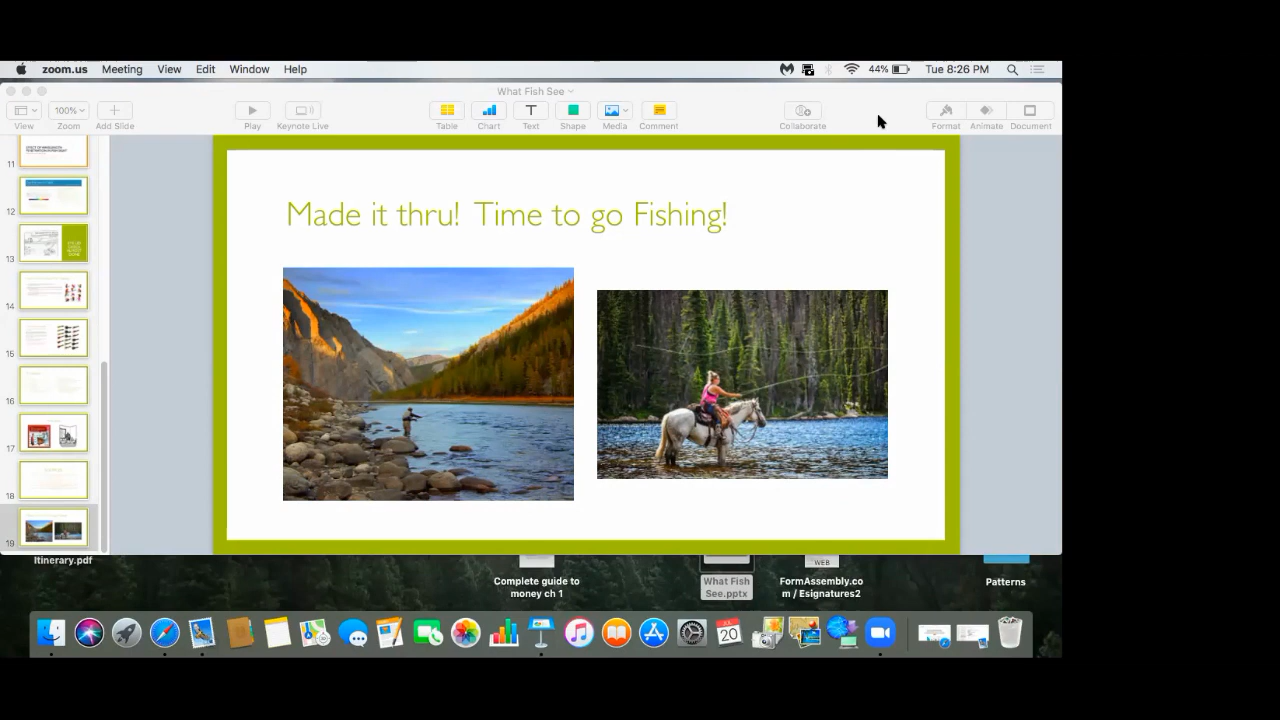 zoom.us Meeting View Edit Window Help 44% Tue 8:26 PM
What Fish See
100%
View Zoom Add Slide Play Keynote Live Table Chart Text Shape Media Comment Collaborate Format Animate Document
11
12
13
14
15
16
17
18
19
Made it thru! Time to go Fishing!
Itinerary.pdf
Complete guide to
money ch 1
What Fish
See.pptx
WEB
FormAssembly.co
m / Esignatures2
Patterns
JUL
20